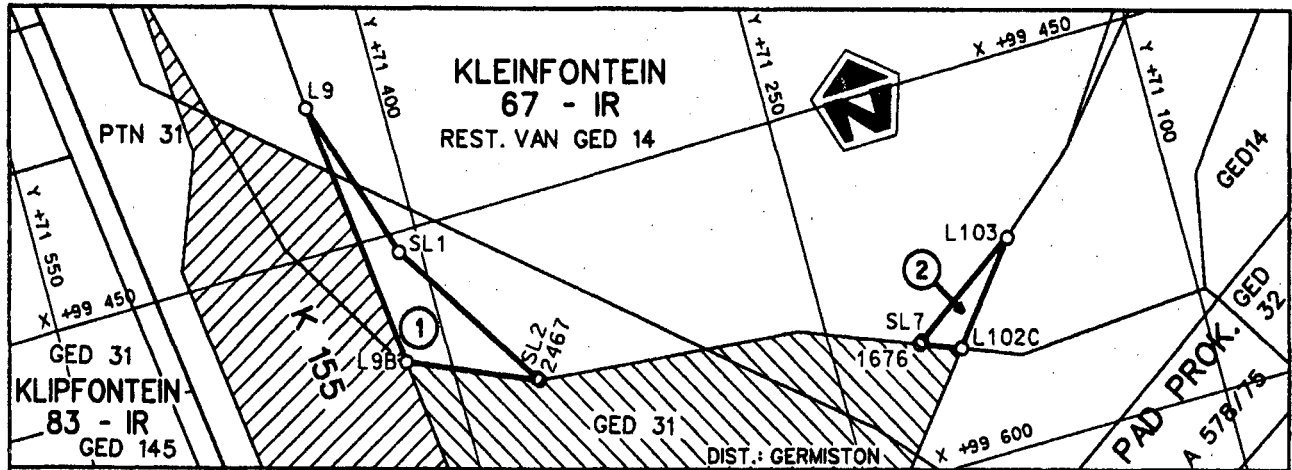 L9
Y +71 400
KLEINFONTEIN
67 - IR
REST. VAN GED 14
Y +71 250
X +99 450
Y +71 100
N
PTN 31
GED14
Y +71 550
X +99 450
SL1
L103
2
K 155
1
SL7
1676
L102C
GED 32
L9B
SL2
2467
GED 31
KLIPFONTEIN
83 - IR
GED 145
GED 31
DIST.: GERMISTON
X +99 600
PAD PROK.
A 578/75